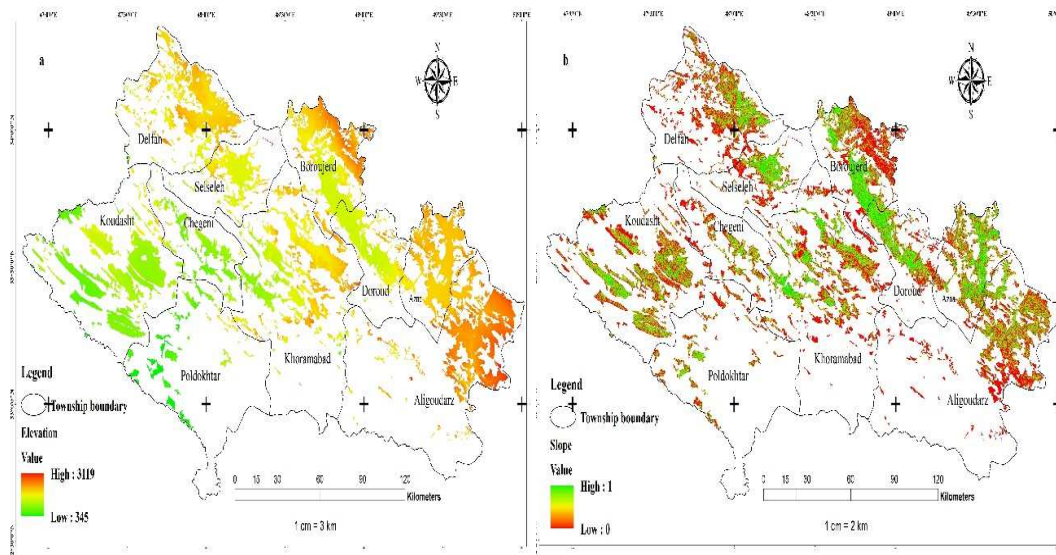 a
N
W E
S
Delfan
Selseleh
Boroujerd
Koudasht
Chegeni
Doroud
Azna
Khoramabad
Poldokhtar
Aligoudarz
Legend
Township boundary
Elevation
Value
High : 3119
Low : 345
0 15 30 60 90 120
Kilometers
1 cm = 3 km
b
N
W E
S
Delfan
Selseleh
Boroujerd
Koudasht
Chegeni
Doroud
Azna
Khoramabad
Poldokhtar
Aligoudarz
Legend
Township boundary
Slope
Value
High : 1
Low : 0
0 15 30 60 90 120
Kilometers
1 cm = 2 km